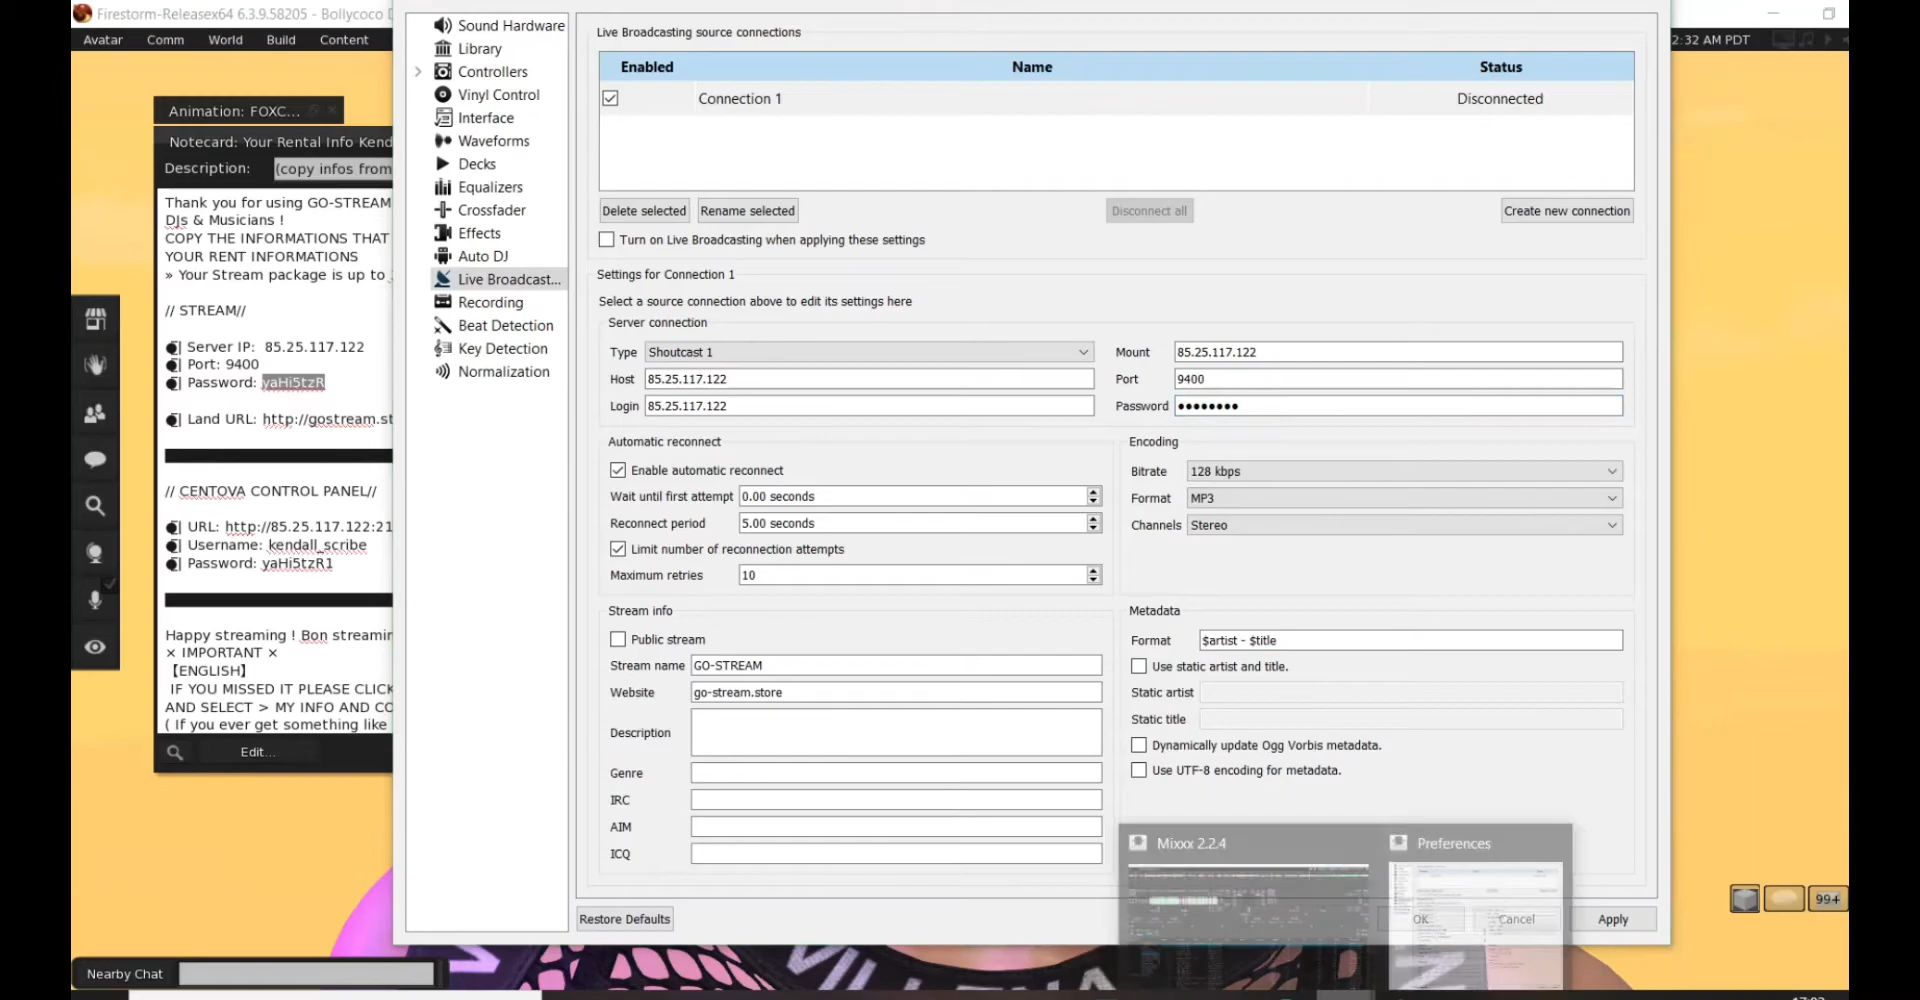 Firestorm-Releasex64 6.3.9.58205 - Bollycoco
Avatar Comm World Build Content
2:32 AM PDT
Animation: FOXC...
Notecard: Your Rental Info Kend
Description: (copy infos from
Thank you for using GO-STREAM
DJs & Musicians !
COPY THE INFORMATIONS THAT
YOUR RENT INFORMATIONS
» Your Stream package is up to
// STREAM//
Server IP: 85.25.117.122
Port: 9400
Password: yaHi5tzR
Land URL: http://gostream.st
// CENTOVA CONTROL PANEL//
URL: http://85.25.117.122:21
Username: kendall_scribe
Password: yaHi5tzR1
Happy streaming ! Bon streamin
× IMPORTANT ×
【ENGLISH】
IF YOU MISSED IT PLEASE CLICK
AND SELECT > MY INFO AND CO
( If you ever get something like
Edit...
Nearby Chat
Sound Hardware
Library
Controllers
Vinyl Control
Interface
Waveforms
Decks
Equalizers
Crossfader
Effects
Auto DJ
Live Broadcast...
Recording
Beat Detection
Key Detection
Normalization
Live Broadcasting source connections
Enabled Name Status
Connection 1 Disconnected
Delete selected Rename selected Disconnect all Create new connection
Turn on Live Broadcasting when applying these settings
Settings for Connection 1
Select a source connection above to edit its settings here
Server connection
Type Shoutcast 1 Mount 85.25.117.122
Host 85.25.117.122 Port 9400
Login 85.25.117.122 Password ●●●●●●●●
Automatic reconnect
Enable automatic reconnect
Wait until first attempt 0.00 seconds
Reconnect period 5.00 seconds
Limit number of reconnection attempts
Maximum retries 10
Encoding
Bitrate 128 kbps
Format MP3
Channels Stereo
Stream info
Public stream
Stream name GO-STREAM
Website go-stream.store
Description
Genre
IRC
AIM
ICQ
Metadata
Format $artist - $title
Use static artist and title.
Static artist
Static title
Dynamically update Ogg Vorbis metadata.
Use UTF-8 encoding for metadata.
Mixxx 2.2.4 Preferences
Restore Defaults OK Cancel Apply
99+